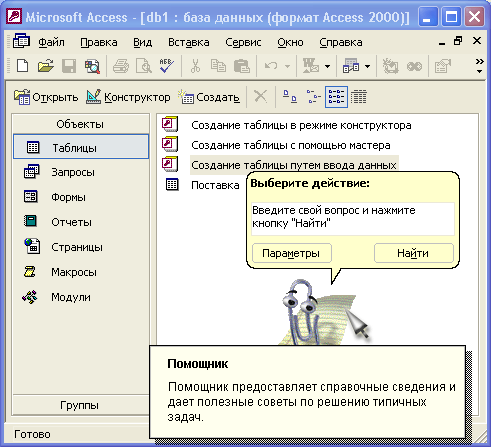 Microsoft Access - [db1 : база данных (формат Access 2000)]
Файл Правка Вид Вставка Сервис Окно Справка
Открыть Конструктор Создать
Объекты
Таблицы
Запросы
Формы
Отчеты
Страницы
Макросы
Модули
Группы
Создание таблицы в режиме конструктора
Создание таблицы с помощью мастера
Создание таблицы путем ввода данных
Поставка
Выберите действие:
Введите свой вопрос и нажмите
кнопку "Найти"
Параметры Найти
Помощник
Помощник предоставляет справочные сведения и
дает полезные советы по решению типичных
задач.
Готово